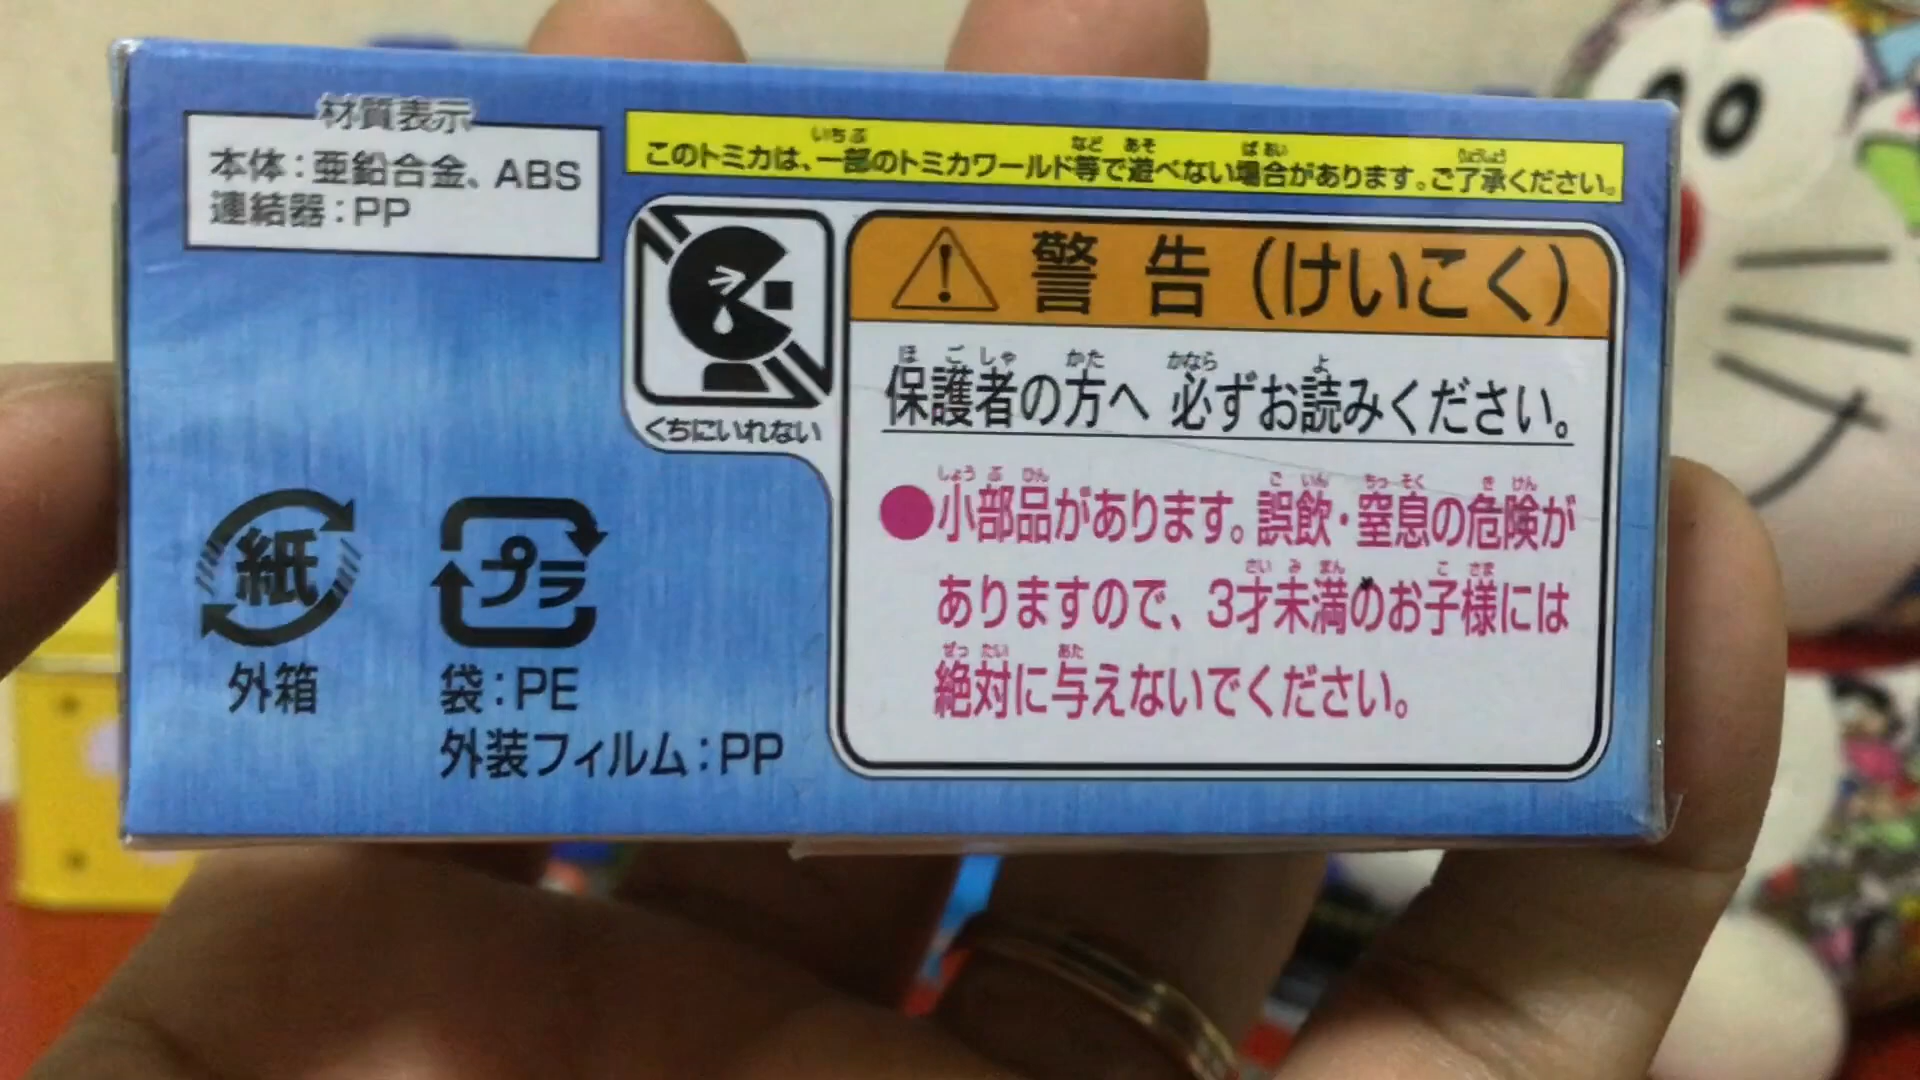 材質表示
本体：亜鉛合金、ABS
連結器：PP
いちぶ など あそ ばあい りょうしょう
このトミカは、一部のトミカワールド等で遊べない場合があります。ご了承ください。
くちにいれない
警告（けいこく）
ほごしゃ かた かなら よ
保護者の方へ 必ずお読みください。
しょうぶひん ごいん ちっそく きけん
●小部品があります。誤飲・窒息の危険が
さいみまん こさま
ありますので、3才未満のお子様には
ぜったい あた
絶対に与えないでください。
紙
外箱
プラ
袋：PE
外装フィルム：PP